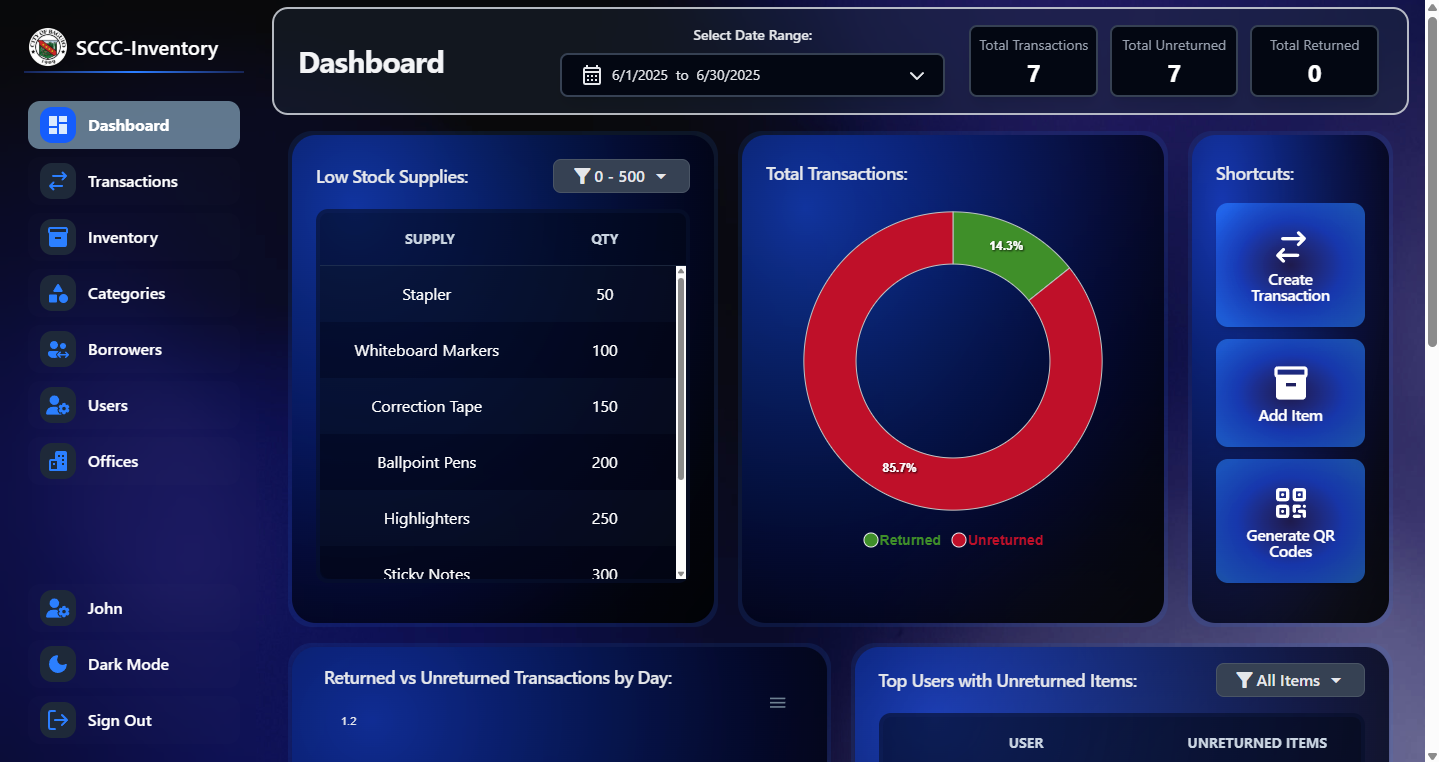 SCCC-Inventory
Dashboard
Transactions
Inventory
Categories
Borrowers
Users
Offices
John
Dark Mode
Sign Out
Dashboard
Select Date Range:
6/1/2025 to 6/30/2025
Total Transactions
7
Total Unreturned
7
Total Returned
0
Low Stock Supplies:
0 - 500
SUPPLY QTY
Stapler 50
Whiteboard Markers 100
Correction Tape 150
Ballpoint Pens 200
Highlighters 250
Sticky Notes 300
Total Transactions:
14.3%
85.7%
Returned Unreturned
Shortcuts:
Create
Transaction
Add Item
Generate QR
Codes
Returned vs Unreturned Transactions by Day:
1.2
Top Users with Unreturned Items:
All Items
USER UNRETURNED ITEMS